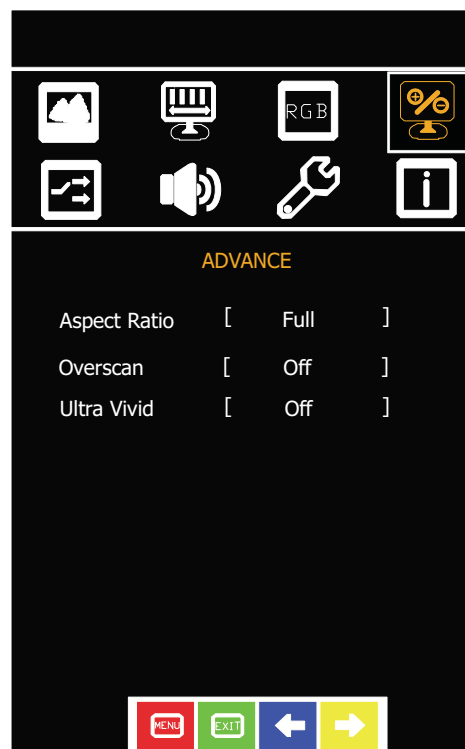 RGB
i
ADVANCE
Aspect Ratio [ Full ]
Overscan [ Off ]
Ultra Vivid [ Off ]
MENU EXIT